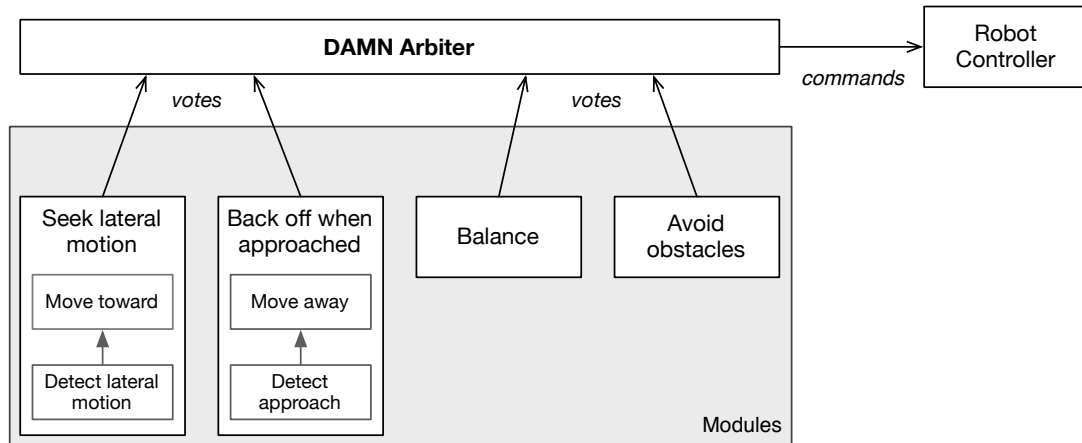 DAMN Arbiter
Robot
Controller
commands
votes
votes
Seek lateral
motion
Move toward
Detect lateral
motion
Back off when
approached
Move away
Detect
approach
Balance
Avoid
obstacles
Modules